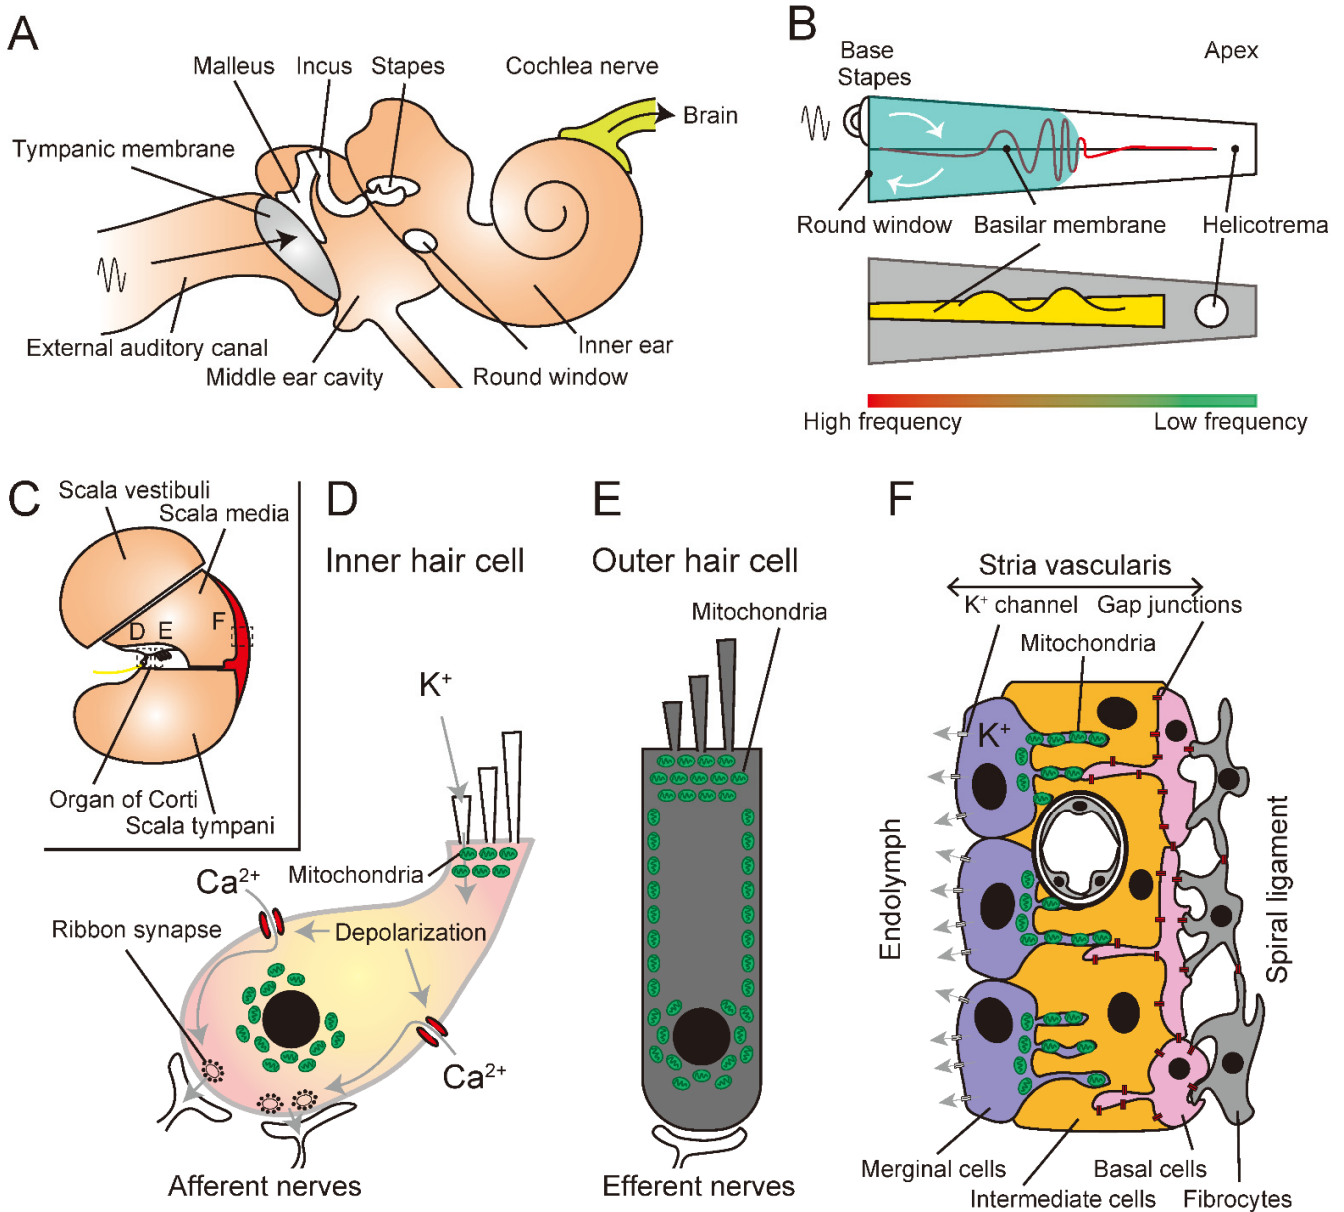 A
Malleus
Incus
Stapes
Cochlea nerve
Brain
Tympanic membrane
External auditory canal
Middle ear cavity
Round window
Inner ear
B
Base
Stapes
Apex
Round window
Basilar membrane
Helicotrema
High frequency
Low frequency
C
Scala vestibuli
Scala media
D
E
F
Organ of Corti
Scala tympani
D
Inner hair cell
K⁺
Mitochondria
Ca²⁺
Depolarization
Ribbon synapse
Ca²⁺
Afferent nerves
E
Outer hair cell
Mitochondria
Efferent nerves
F
Stria vascularis
K⁺ channel
Gap junctions
Mitochondria
K⁺
Endolymph
Spiral ligament
Merginal cells
Basal cells
Intermediate cells
Fibrocytes